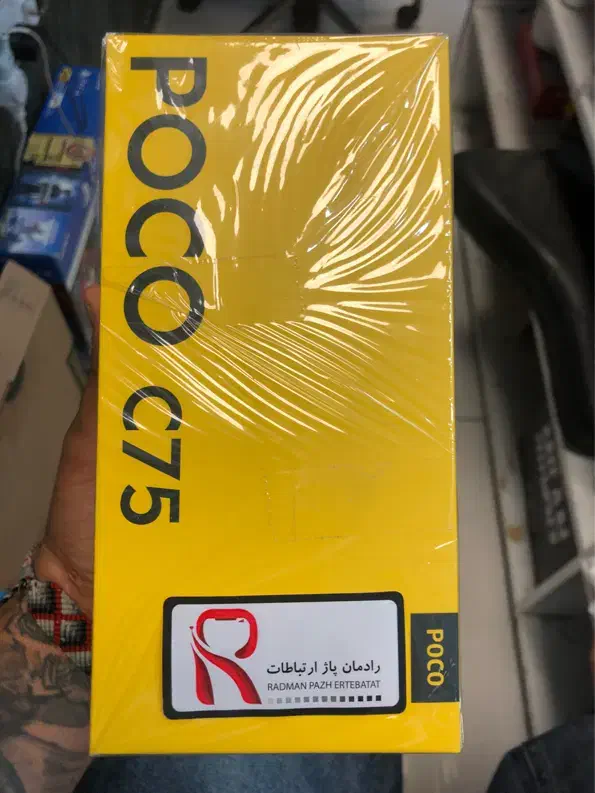 POCO C75
رادمان پاژ ارتباطات
RADMAN PAZH ERTEBATAT
POCO